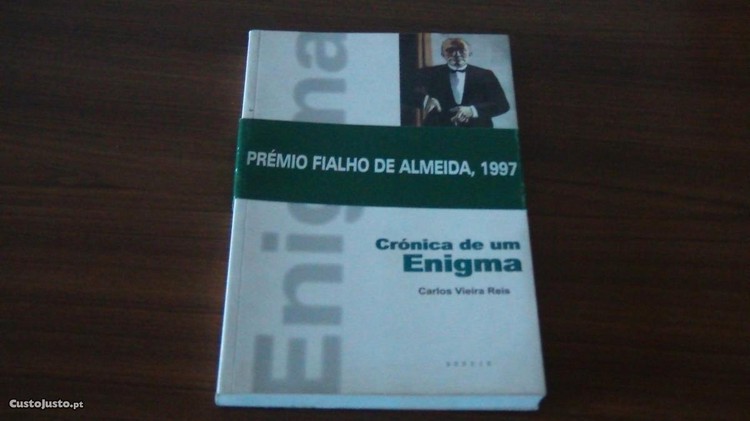 Enigma
PRÉMIO FIALHO DE ALMEIDA, 1997
Crónica de um
Enigma
Carlos Vieira Reis
CustoJusto.pt